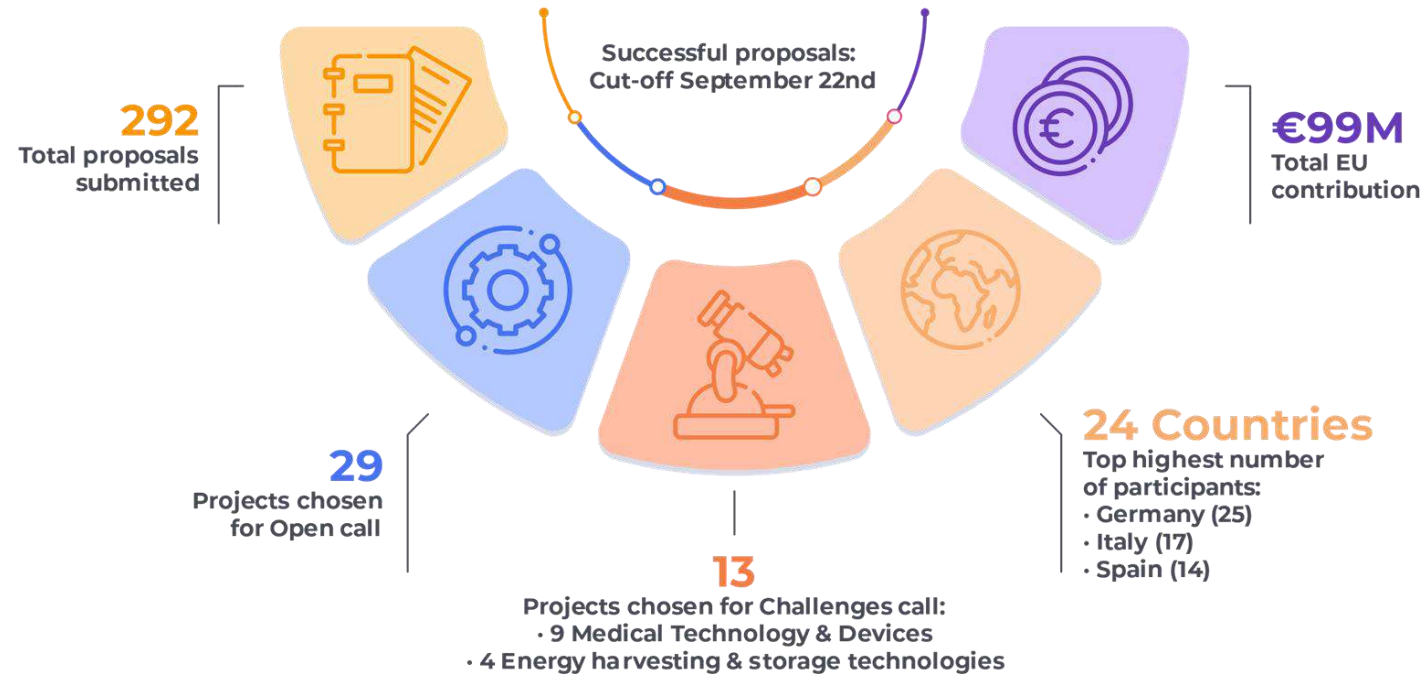 Successful proposals:
Cut-off September 22nd
292
Total proposals
submitted
29
Projects chosen
for Open call
13
Projects chosen for Challenges call:
· 9 Medical Technology & Devices
· 4 Energy harvesting & storage technologies
24 Countries
Top highest number
of participants:
· Germany (25)
· Italy (17)
· Spain (14)
€99M
Total EU
contribution